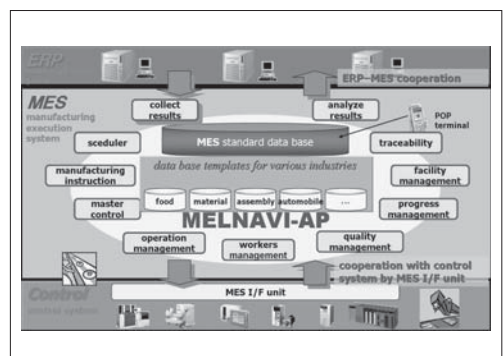 ERP
ERP-MES cooperation
MES
manufacturing
execution
system
collect
results
analyze
results
POP
terminal
sceduler
MES standard data base
traceability
data base templates for various industries
manufacturing
instruction
facility
management
master
control
food
material
assembly
automobile
...
progress
management
MELNAVI-AP
operation
management
workers
management
quality
management
cooperation with control
system by MES I/F unit
Control
control system
MES I/F unit